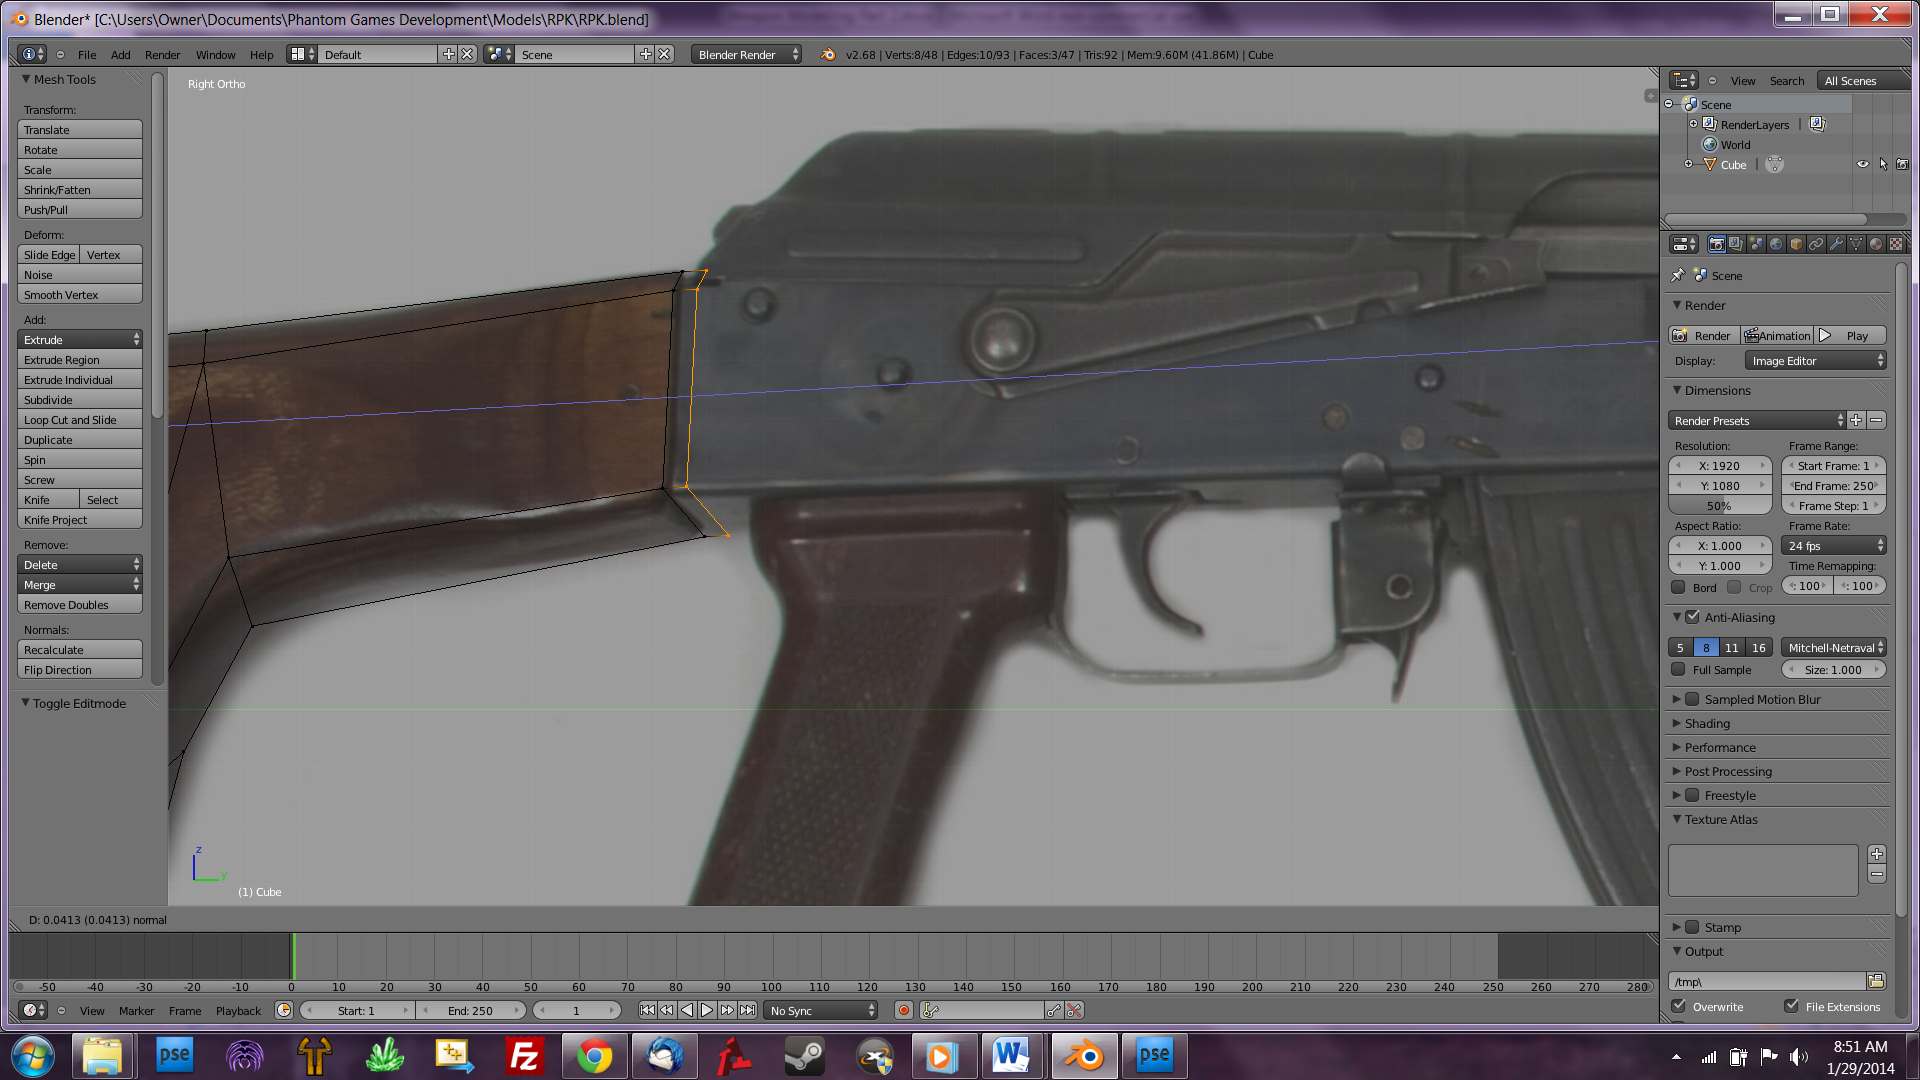 Blender* [C:\Users\Owner\Documents\Phantom Games Development\Models\RPK\RPK.blend]
File Add Render Window Help Default Scene Blender Render v2.68 | Verts:8/48 | Edges:10/93 | Faces:3/47 | Tris:92 | Mem:9.60M (41.86M) | Cube
Mesh Tools
Transform:
Translate
Rotate
Scale
Shrink/Fatten
Push/Pull
Deform:
Slide Edge Vertex
Noise
Smooth Vertex
Add:
Extrude
Extrude Region
Extrude Individual
Subdivide
Loop Cut and Slide
Duplicate
Spin
Screw
Knife Select
Knife Project
Remove:
Delete
Merge
Remove Doubles
Normals:
Recalculate
Flip Direction
Toggle Editmode
Right Ortho
z
y
(1) Cube
D: 0.0413 (0.0413) normal
View Search All Scenes
Scene
RenderLayers |
World
Cube |
Scene
Render
Render Animation Play
Display: Image Editor
Dimensions
Render Presets
Resolution: Frame Range:
X: 1920 Start Frame: 1
Y: 1080 End Frame: 250
50% Frame Step: 1
Aspect Ratio: Frame Rate:
X: 1.000 24 fps
Y: 1.000 Time Remapping:
Bord Crop : 100 : 100
Anti-Aliasing
5 8 11 16 Mitchell-Netraval
Full Sample Size: 1.000
Sampled Motion Blur
Shading
Performance
Post Processing
Freestyle
Texture Atlas
Stamp
Output
/tmp\
Overwrite File Extensions
-50 -40 -30 -20 -10 0 10 20 30 40 50 60 70 80 90 100 110 120 130 140 150 160 170 180 190 200 210 220 230 240 250 260 270 280
View Marker Frame Playback Start: 1 End: 250 1 No Sync
pse Fz W pse
8:51 AM
1/29/2014